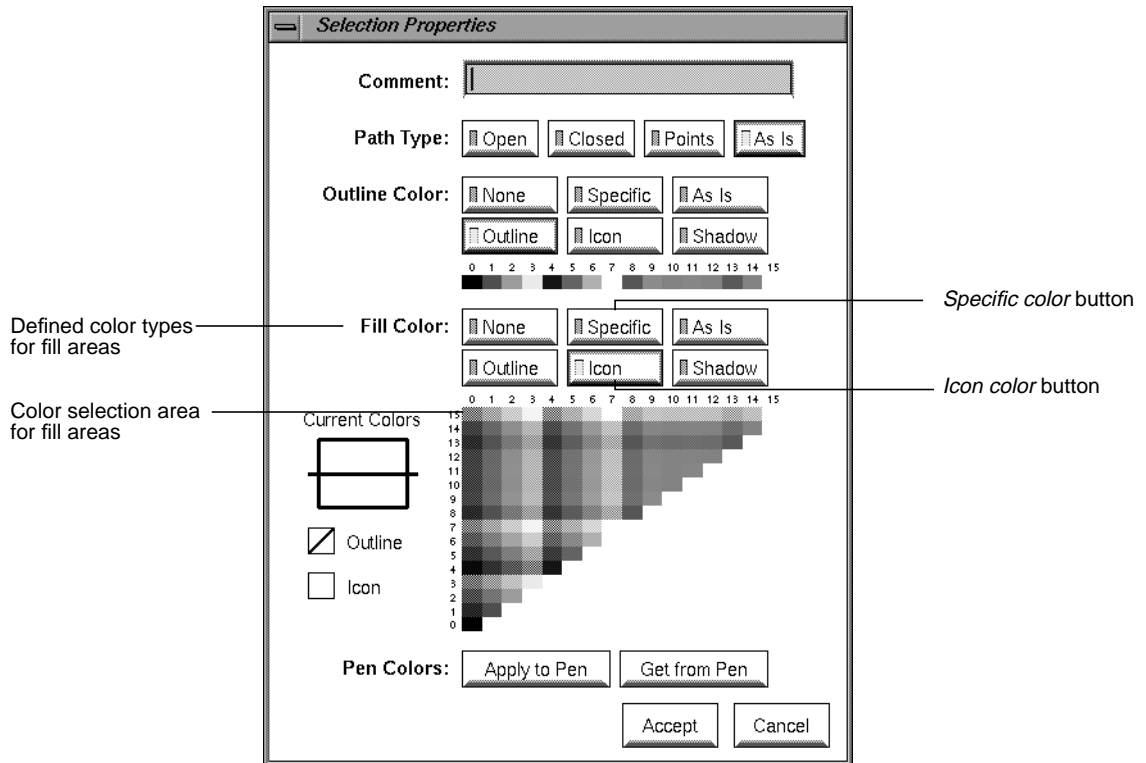 Selection Properties
Comment:
Path Type: Open Closed Points As Is
Outline Color: None Specific As Is
Outline Icon Shadow
0 1 2 3 4 5 6 7 8 9 10 11 12 13 14 15
Specific color button
Defined color types
for fill areas
Fill Color: None Specific As Is
Outline Icon Shadow
Icon color button
0 1 2 3 4 5 6 7 8 9 10 11 12 13 14 15
Color selection area
for fill areas
Current Colors
15
14
13
12
11
10
9
8
7
6
5
4
3
2
1
0
Outline
Icon
Pen Colors: Apply to Pen Get from Pen
Accept Cancel